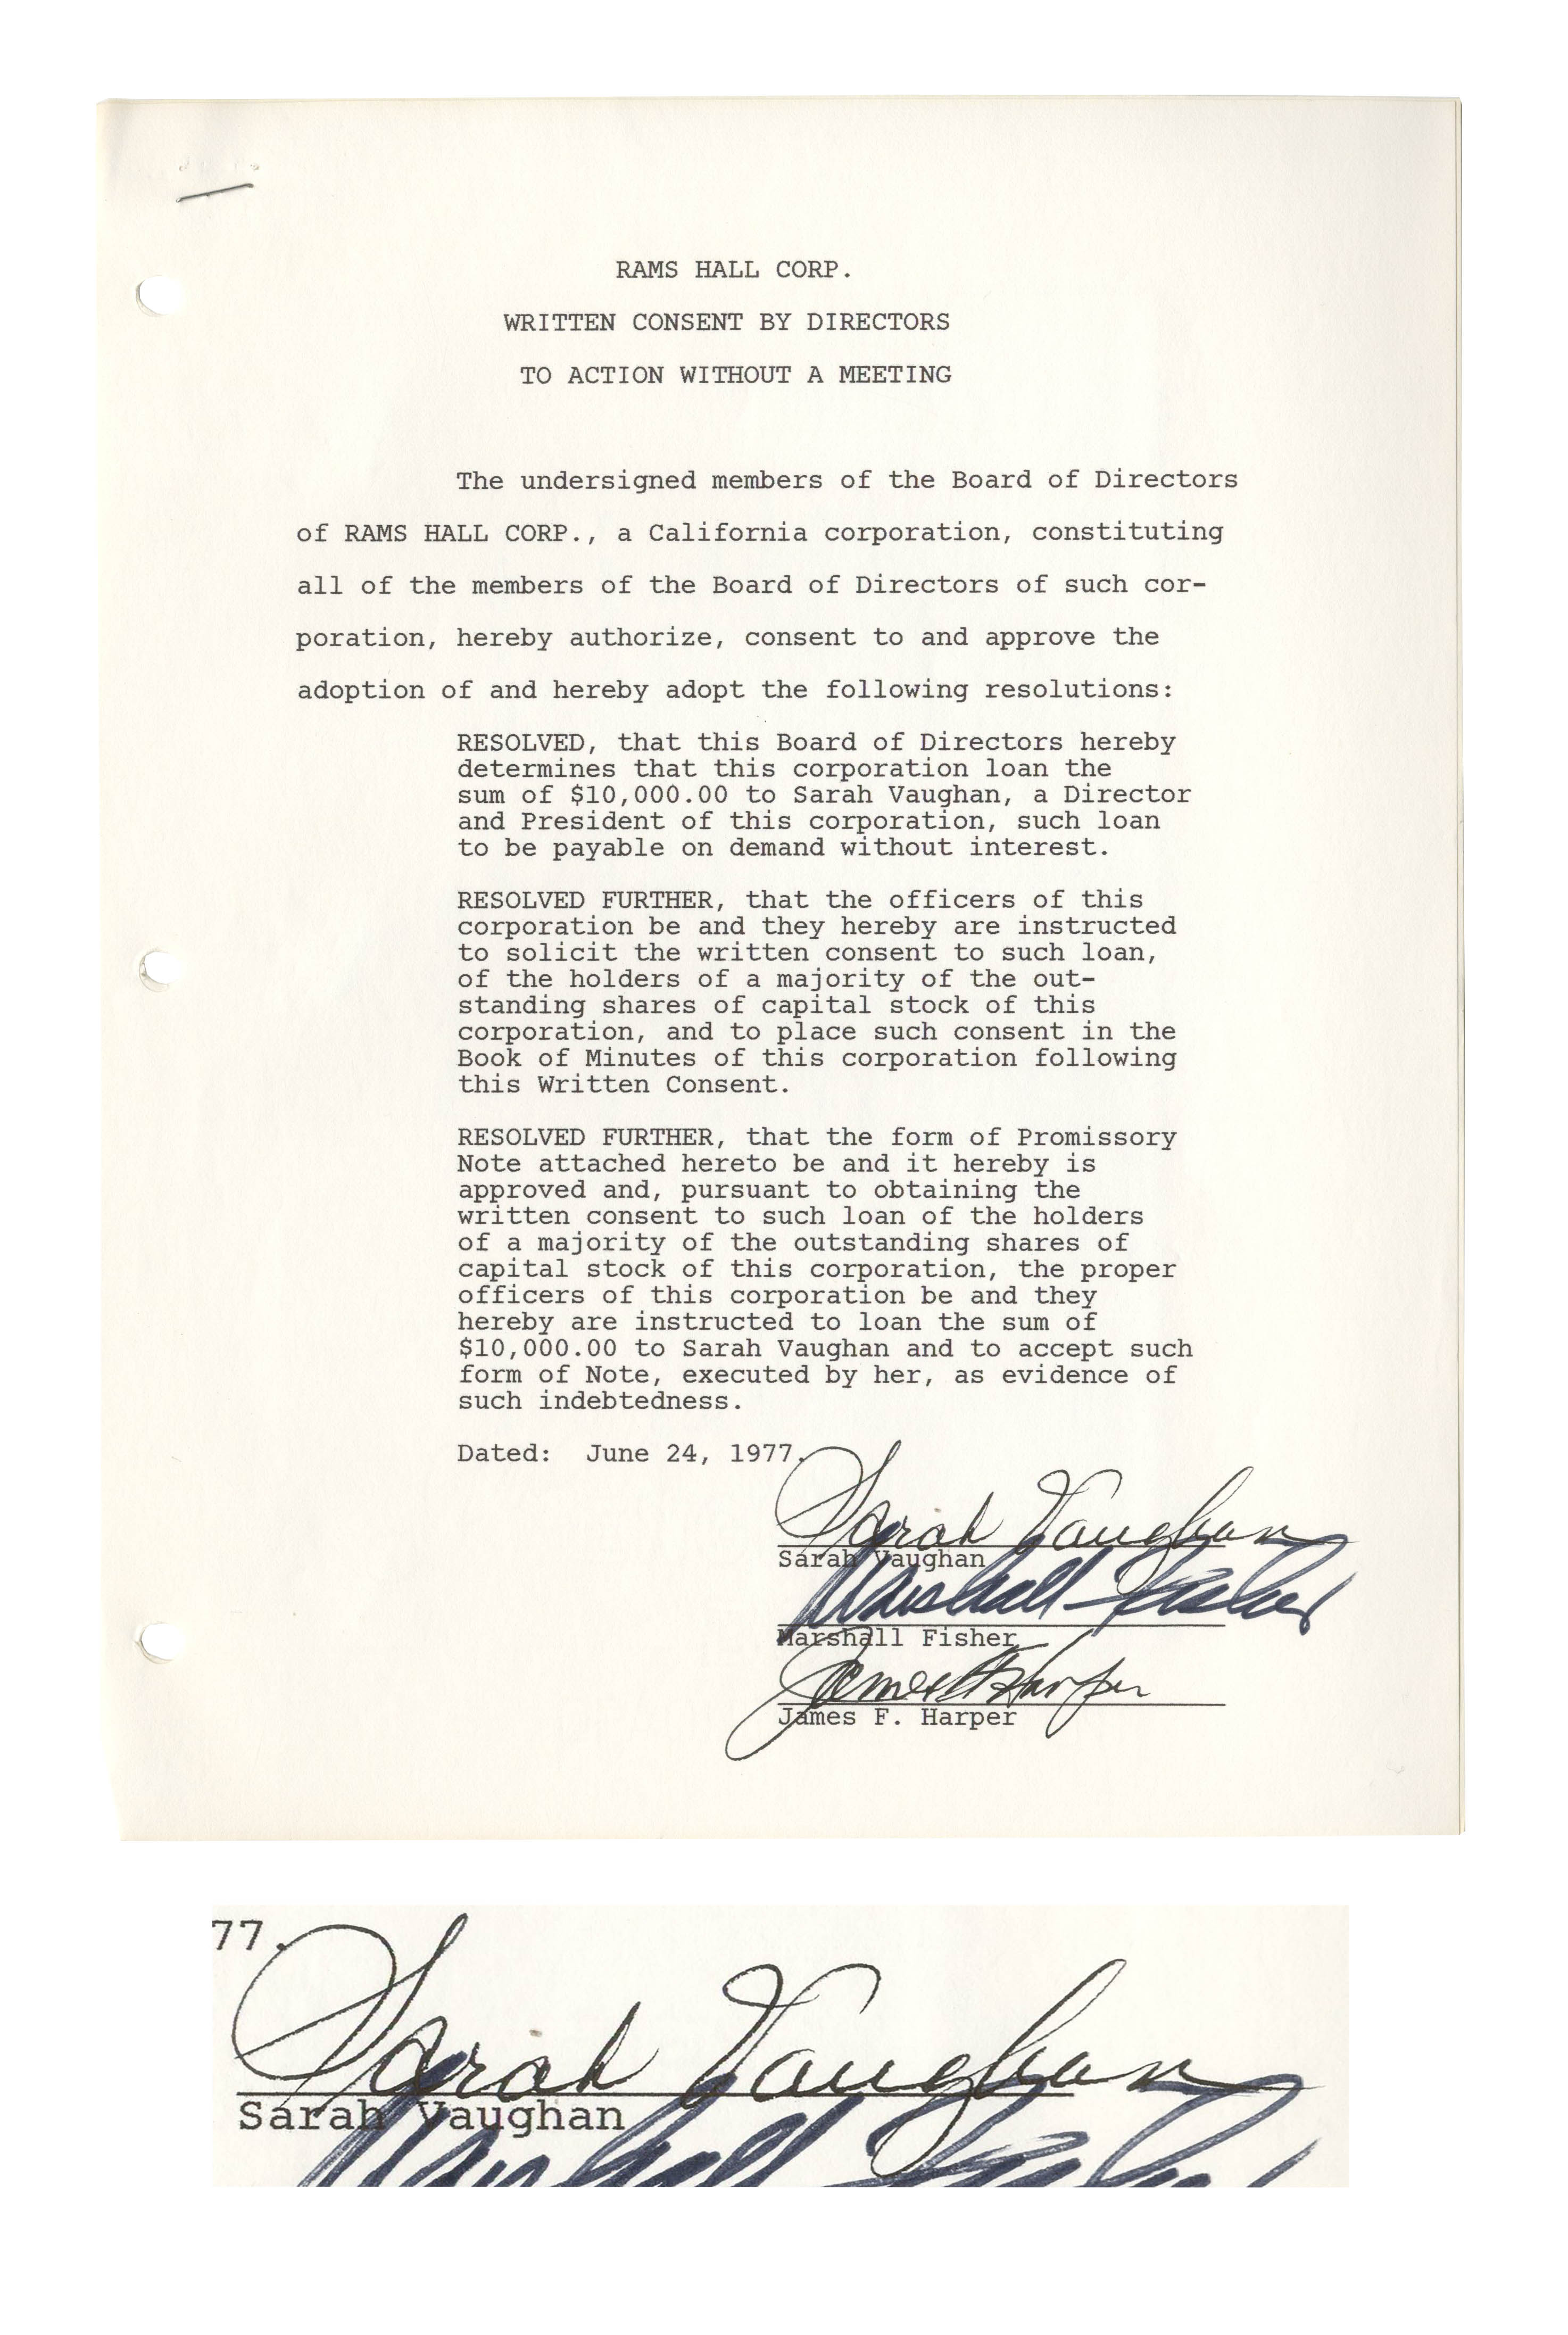 RAMS HALL CORP.
WRITTEN CONSENT BY DIRECTORS
TO ACTION WITHOUT A MEETING
The undersigned members of the Board of Directors
of RAMS HALL CORP., a California corporation, constituting
all of the members of the Board of Directors of such cor-
poration, hereby authorize, consent to and approve the
adoption of and hereby adopt the following resolutions:
RESOLVED, that this Board of Directors hereby
determines that this corporation loan the
sum of $10,000.00 to Sarah Vaughan, a Director
and President of this corporation, such loan
to be payable on demand without interest.
RESOLVED FURTHER, that the officers of this
corporation be and they hereby are instructed
to solicit the written consent to such loan,
of the holders of a majority of the out-
standing shares of capital stock of this
corporation, and to place such consent in the
Book of Minutes of this corporation following
this Written Consent.
RESOLVED FURTHER, that the form of Promissory
Note attached hereto be and it hereby is
approved and, pursuant to obtaining the
written consent to such loan of the holders
of a majority of the outstanding shares of
capital stock of this corporation, the proper
officers of this corporation be and they
hereby are instructed to loan the sum of
$10,000.00 to Sarah Vaughan and to accept such
form of Note, executed by her, as evidence of
such indebtedness.
Dated: June 24, 1977.
Sarah Vaughan
Sarah Vaughan
Marshall Fisher
Marshall Fisher
James F. Harper
James F. Harper
77.
Sarah Vaughan
Sarah Vaughan
Marshall Fisher